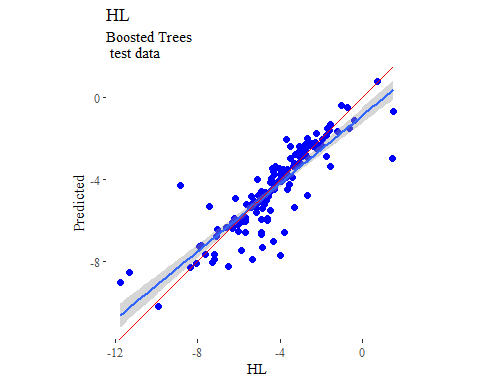 HL
Boosted Trees
test data
0
-4
-8
Predicted
-12
-8
-4
0
HL